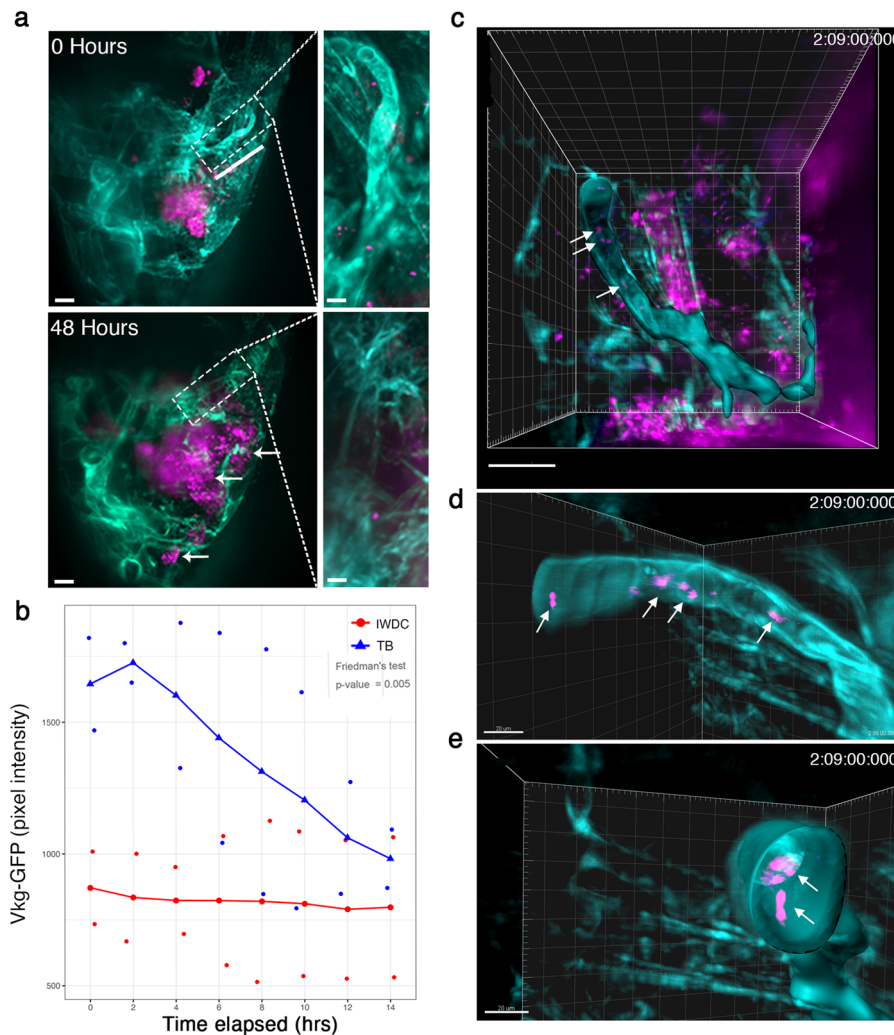 a
0 Hours
48 Hours
b
IWDC
TB
Friedman's test
p-value = 0.005
Vkg-GFP (pixel intensity)
1500
1000
500
0 2 4 6 8 10 12 14
Time elapsed (hrs)
c
2:09:00:000
d
2:09:00:000
20 um
e
2:09:00:000
20 um